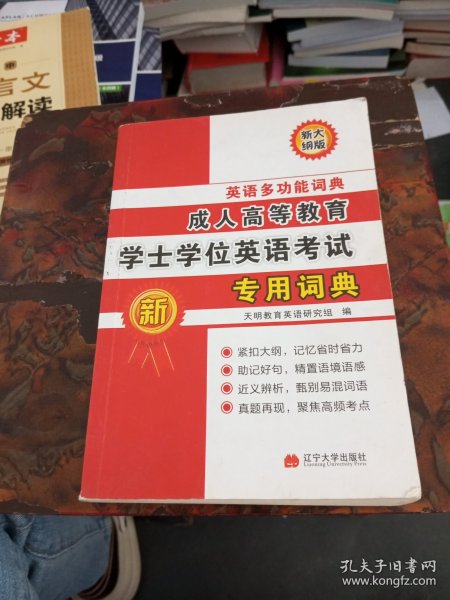 本
言文
解读
新大
纲版
英语多功能词典
成人高等教育
学士学位英语考试
专用词典
新
天明教育英语研究组 编
紧扣大纲，记忆省时省力
助记好句，精置语境语感
近义辨析，甄别易混词语
真题再现，聚焦高频考点
辽宁大学出版社
Liaoning University Press
孔夫子旧书网
www.kongfz.com